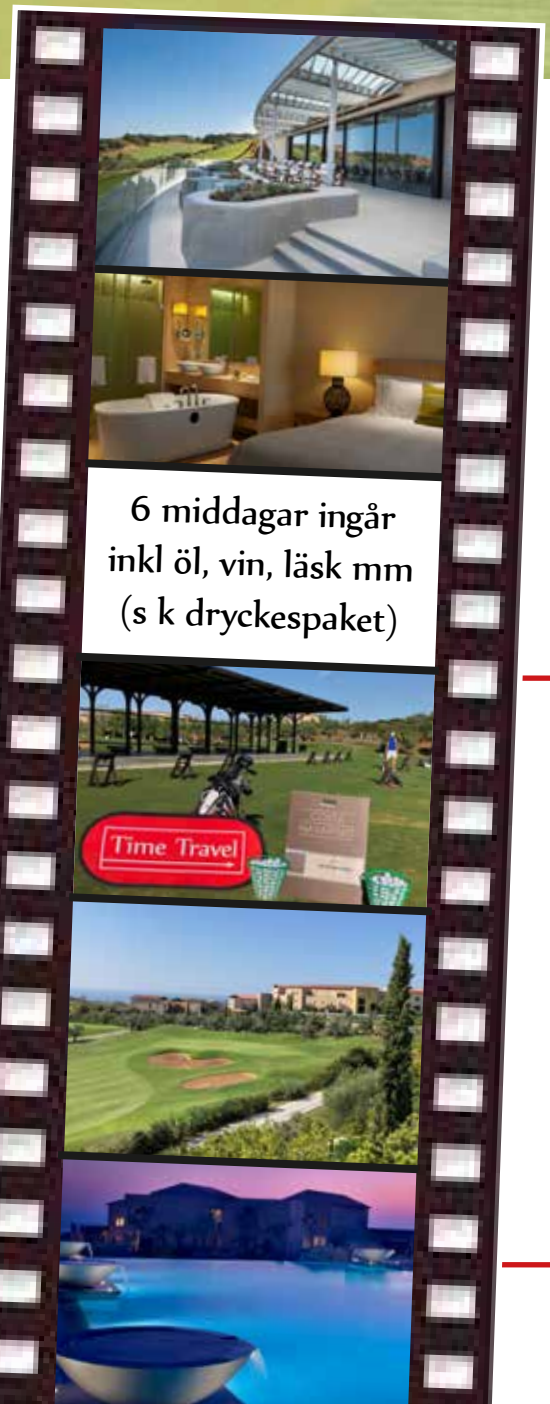 6 middagar ingår
inkl öl, vin, läsk mm
(s k dryckespaket)
Time Travel